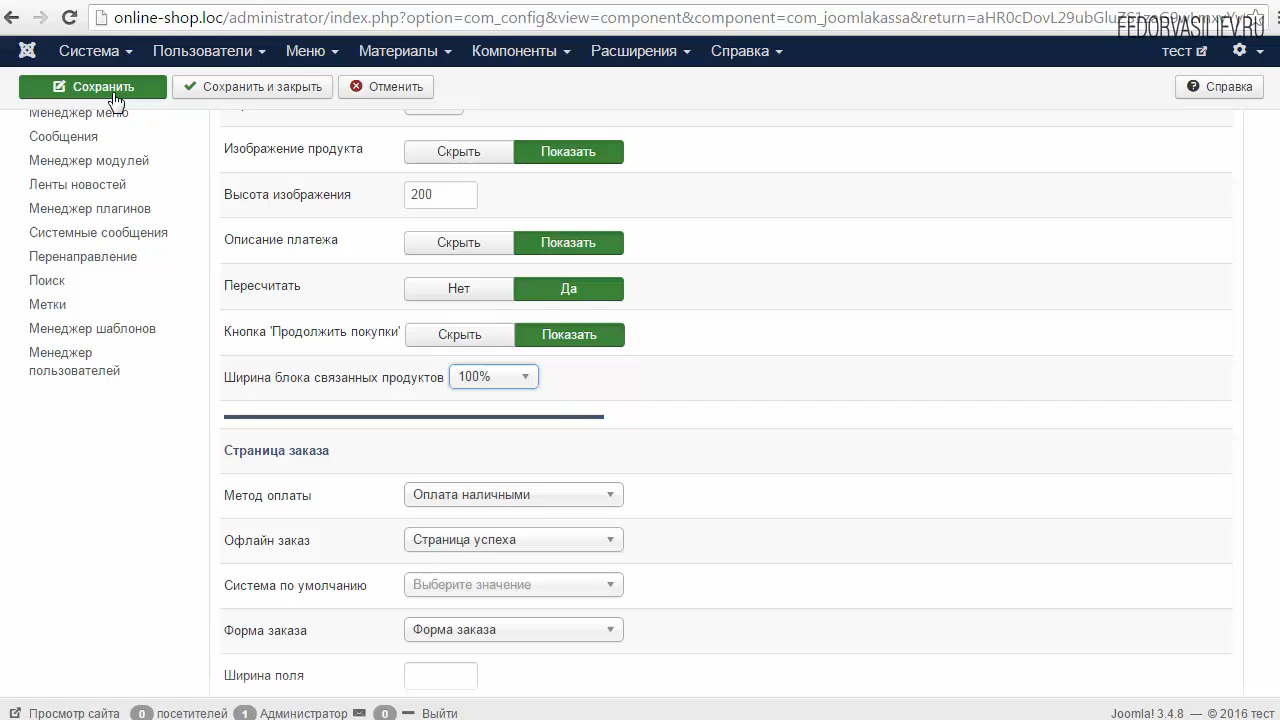 online-shop.loc/administrator/index.php?option=com_config&view=component&component=com_joomlakassa&return=
FEDORVASILIEV.RU
Система Пользователи Меню Материалы Компоненты Расширения Справка тест
Сохранить Сохранить и закрыть Отменить Справка
Менеджер меню
Сообщения
Менеджер модулей
Ленты новостей
Менеджер плагинов
Системные сообщения
Перенаправление
Поиск
Метки
Менеджер шаблонов
Менеджер
пользователей
Изображение продукта Скрыть Показать
Высота изображения 200
Описание платежа Скрыть Показать
Пересчитать Нет Да
Кнопка 'Продолжить покупки' Скрыть Показать
Ширина блока связанных продуктов 100%
Страница заказа
Метод оплаты Оплата наличными
Офлайн заказ Страница успеха
Система по умолчанию Выберите значение
Форма заказа Форма заказа
Ширина поля
Просмотр сайта 0 посетителей 1 Администратор 0 Выйти Joomla! 3.4.8 — © 2016 тест